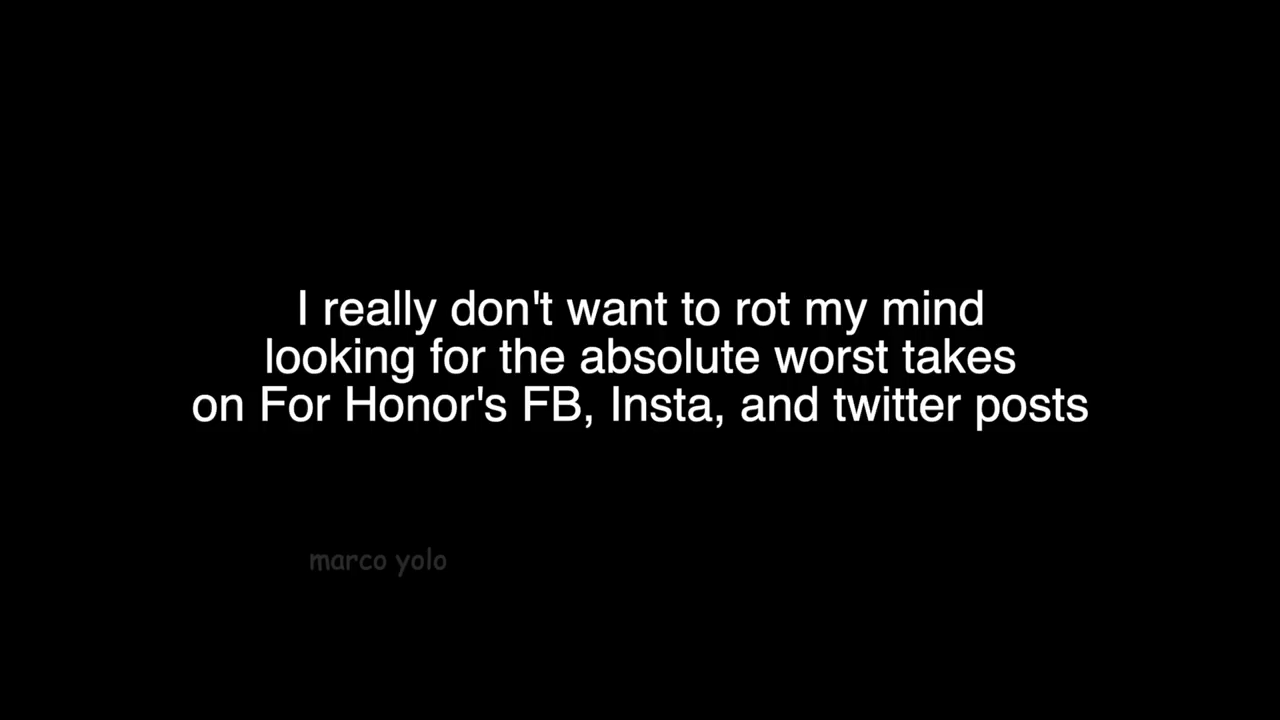 I really don't want to rot my mind
looking for the absolute worst takes
on For Honor's FB, Insta, and twitter posts
marco yolo